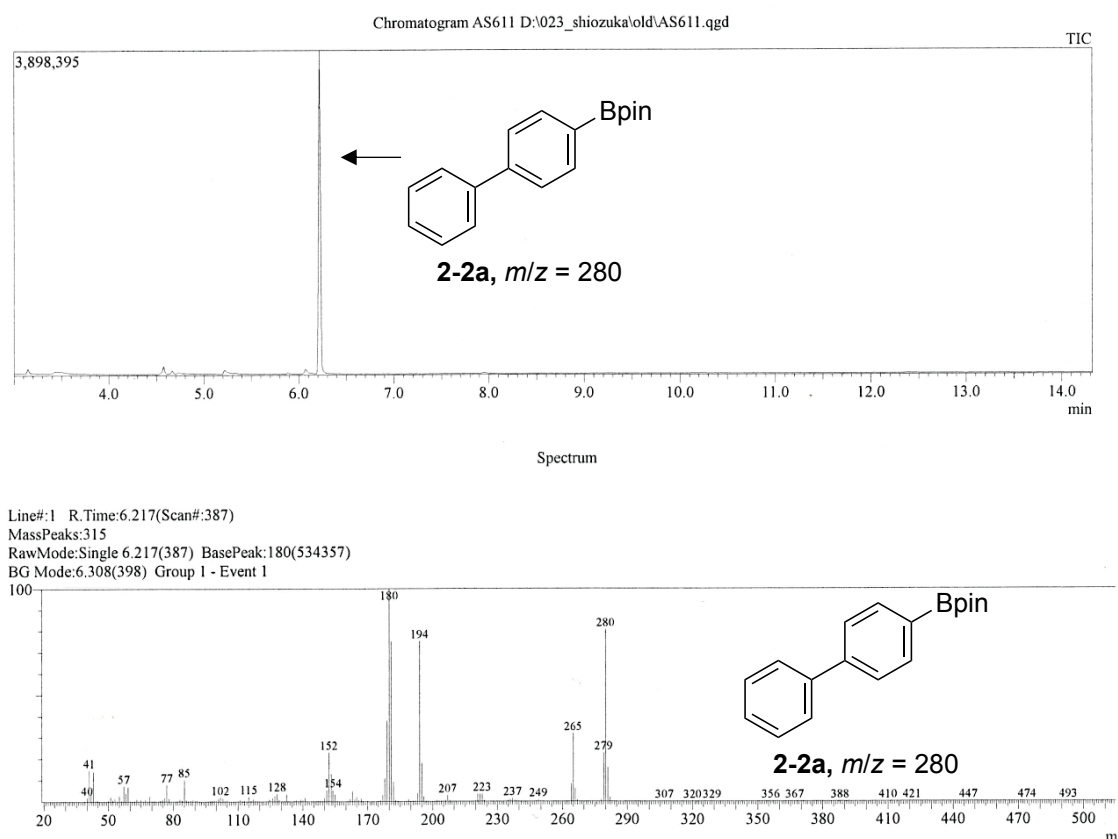 Chromatogram AS611 D:\023_shiozuka\old\AS611.qgd
TIC
3,898,395
Bpin
2-2a, m/z = 280
4.0 5.0 6.0 7.0 8.0 9.0 10.0 11.0 12.0 13.0 14.0
min
Spectrum
Line#:1 R.Time:6.217(Scan#:387)
MassPeaks:315
RawMode:Single 6.217(387) BasePeak:180(534357)
BG Mode:6.308(398) Group 1 - Event 1
100
180
Bpin
280
194
265
279
152
2-2a, m/z = 280
41
40 57 77 85 102 115 128 154 207 223 237 249 307 320 329 356 367 388 410 421 447 474 493
20 50 80 110 140 170 200 230 260 290 320 350 380 410 440 470 500
m